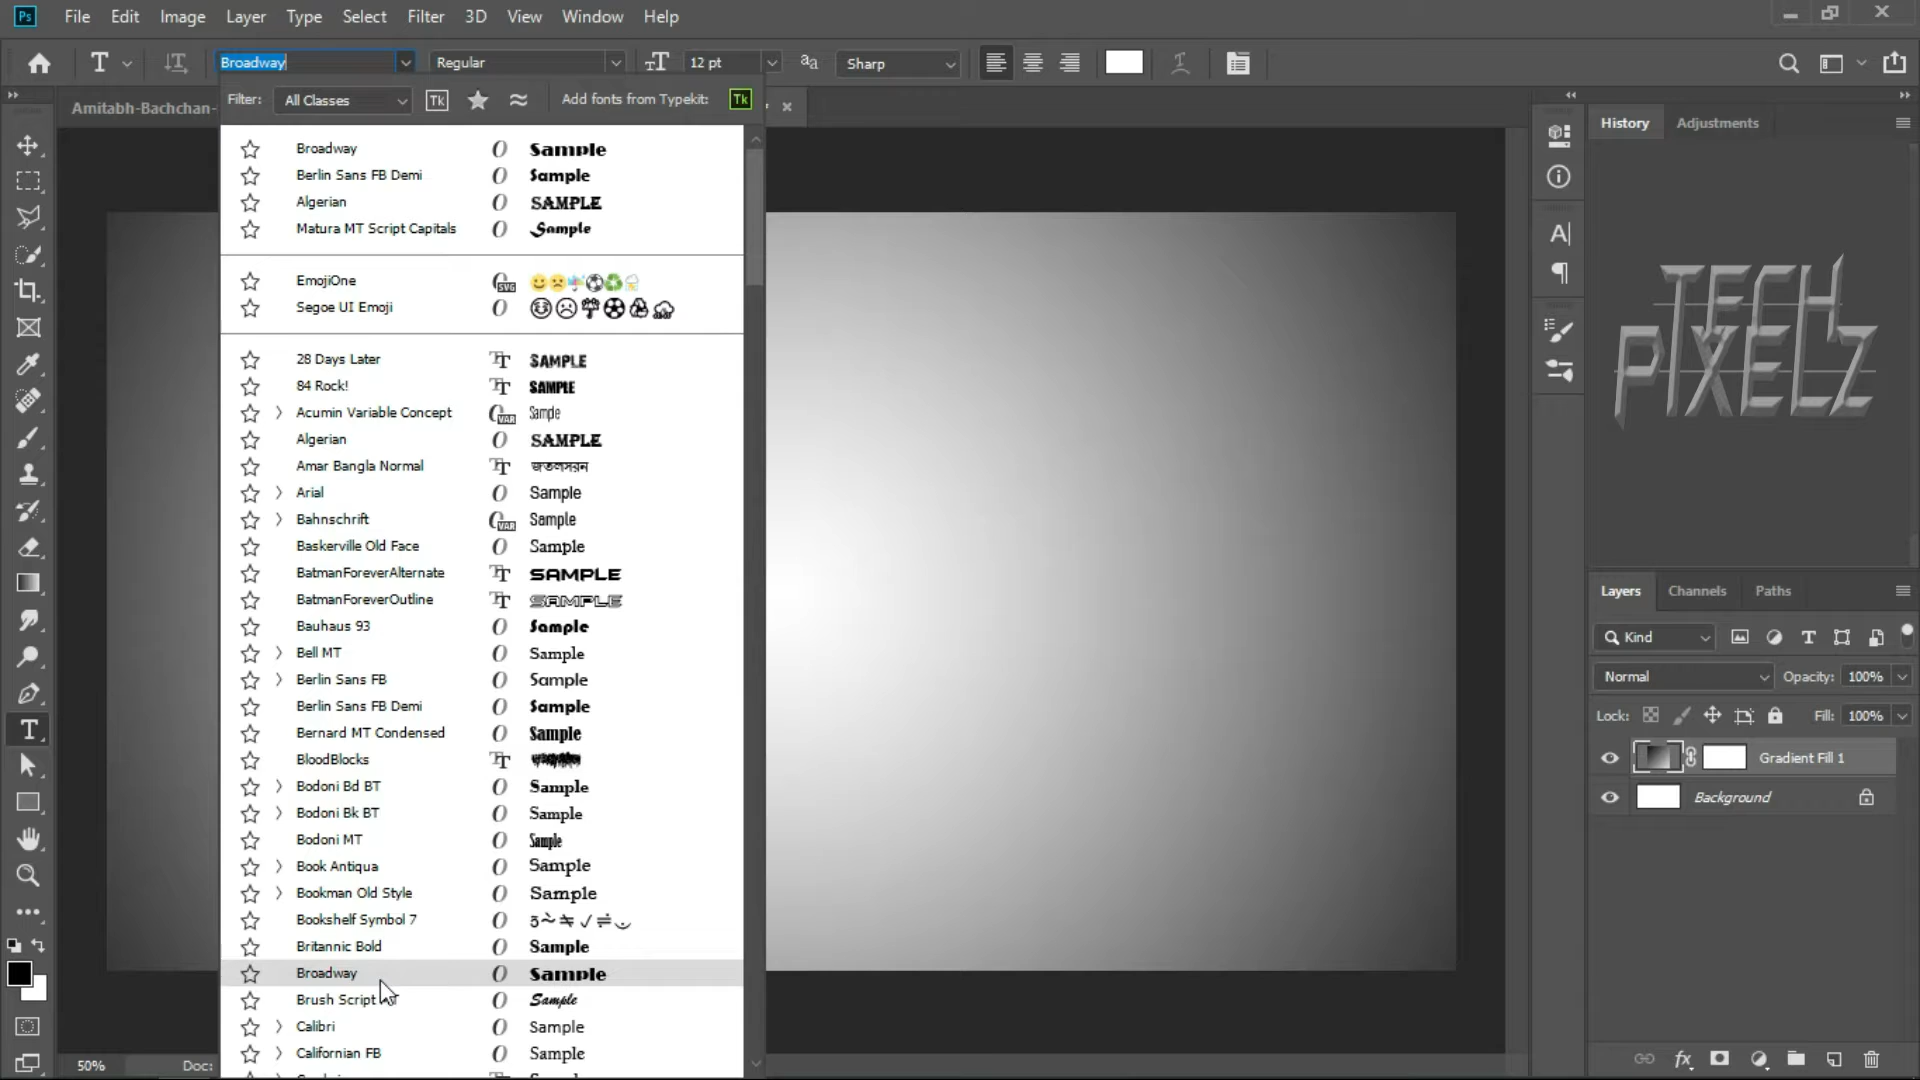 Ps File Edit Image Layer Type Select Filter 3D View Window Help
T Broadway Regular 12 pt aa Sharp
Filter: All Classes Tk Add fonts from Typekit: Tk
Amitabh-Bachchan-
Broadway O Sample
Berlin Sans FB Demi O Sample
Algerian O SAMPLE
Matura MT Script Capitals O Sample
EmojiOne
Segoe UI Emoji
28 Days Later SAMPLE
84 Rock! SAMPLE
Acumin Variable Concept Sample
Algerian SAMPLE
Amar Bangla Normal জতলসরন
Arial Sample
Bahnschrift Sample
Baskerville Old Face Sample
BatmanForeverAlternate SAMPLE
BatmanForeverOutline SAMPLE
Bauhaus 93 Sample
Bell MT Sample
Berlin Sans FB Sample
Berlin Sans FB Demi Sample
Bernard MT Condensed Sample
BloodBlocks
Bodoni Bd BT Sample
Bodoni Bk BT Sample
Bodoni MT Sample
Book Antiqua Sample
Bookman Old Style Sample
Bookshelf Symbol 7
Britannic Bold Sample
Broadway Sample
Brush Script Sample
Calibri Sample
Californian FB Sample
50% Doc:
History Adjustments
TECH
PIXELZ
Layers Channels Paths
Kind
Normal Opacity: 100%
Lock: Fill: 100%
Gradient Fill 1
Background
fx